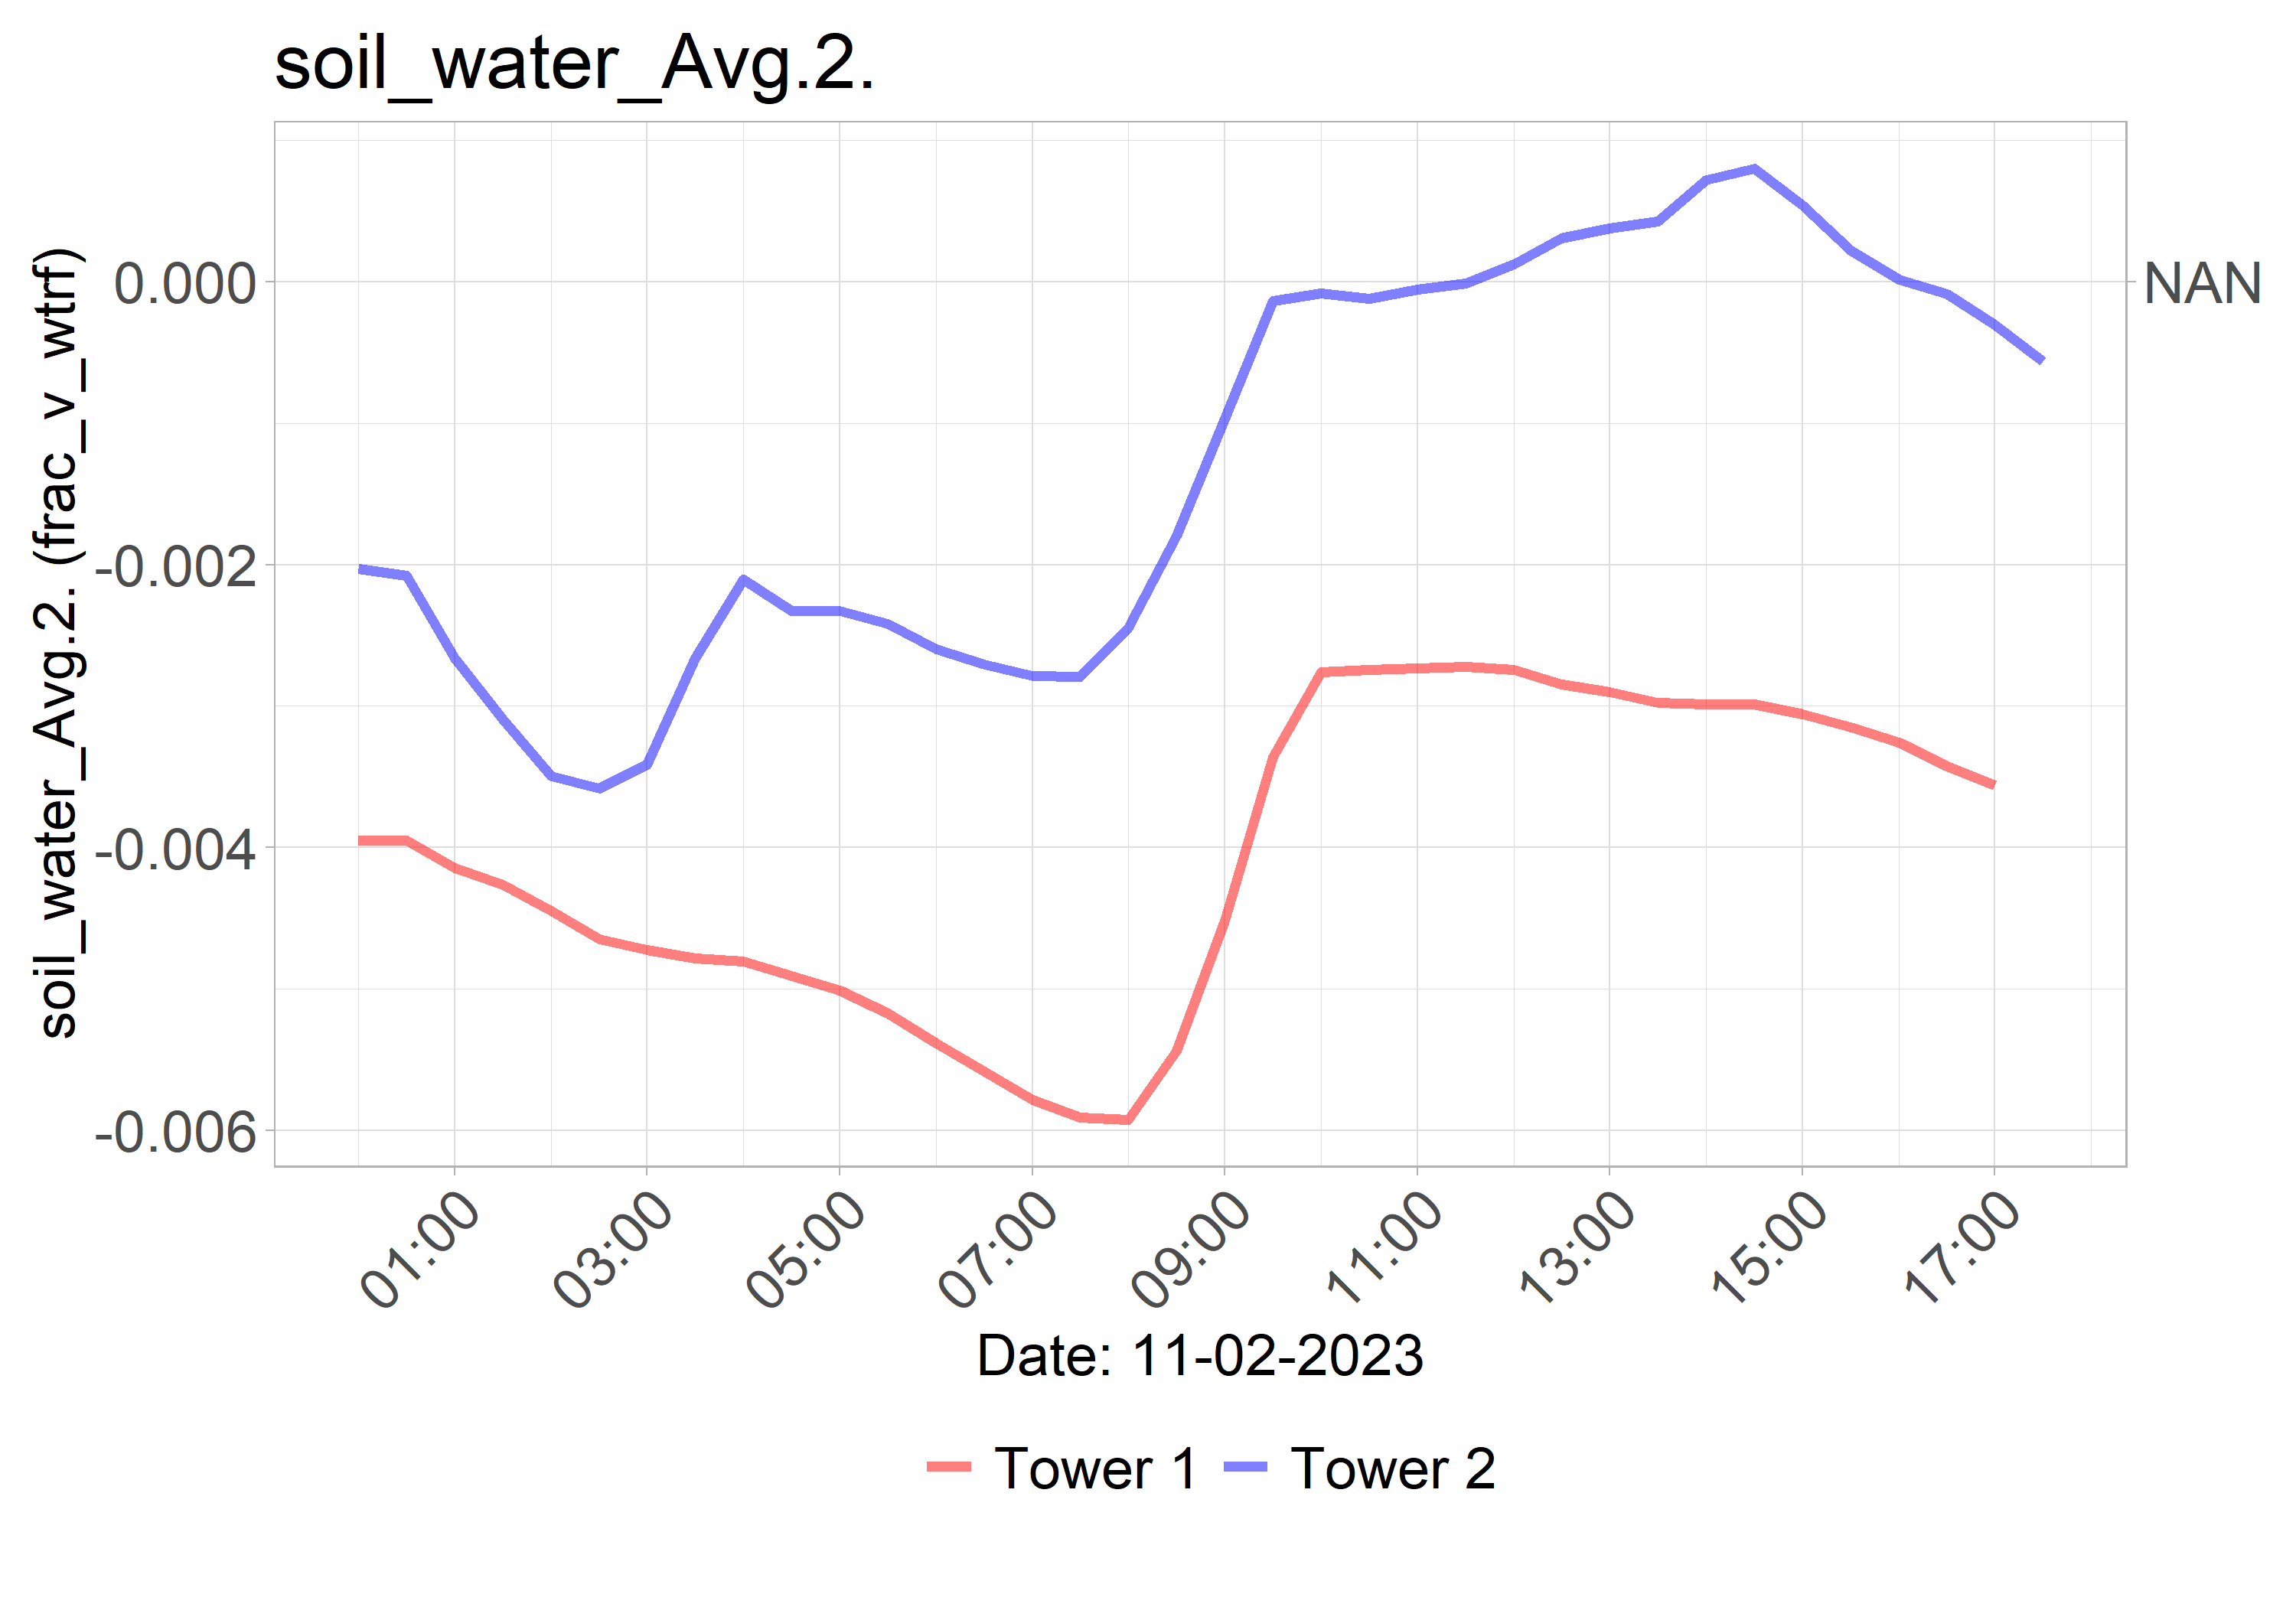 soil_water_Avg.2.
soil_water_Avg.2. (frac_v_wtrf)
0.000
-0.002
-0.004
-0.006
NAN
01:00
03:00
05:00
07:00
09:00
11:00
13:00
15:00
17:00
Date: 11-02-2023
Tower 1
Tower 2